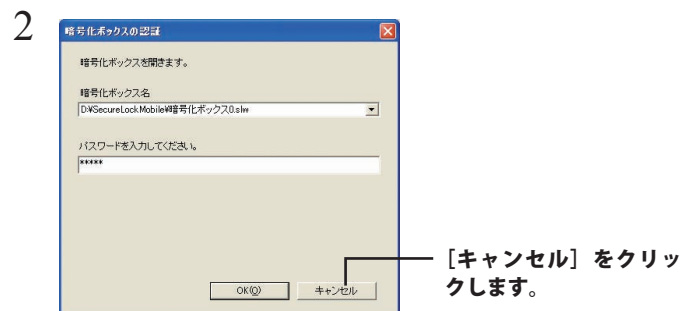 2
暗号化ボックスの認証
暗号化ボックスを開きます。
暗号化ボックス名
D:¥SecureLockMobile¥暗号化ボックス0.slw
パスワードを入力してください。
*****
OK(O)
キャンセル
［キャンセル］をクリッ
クします。